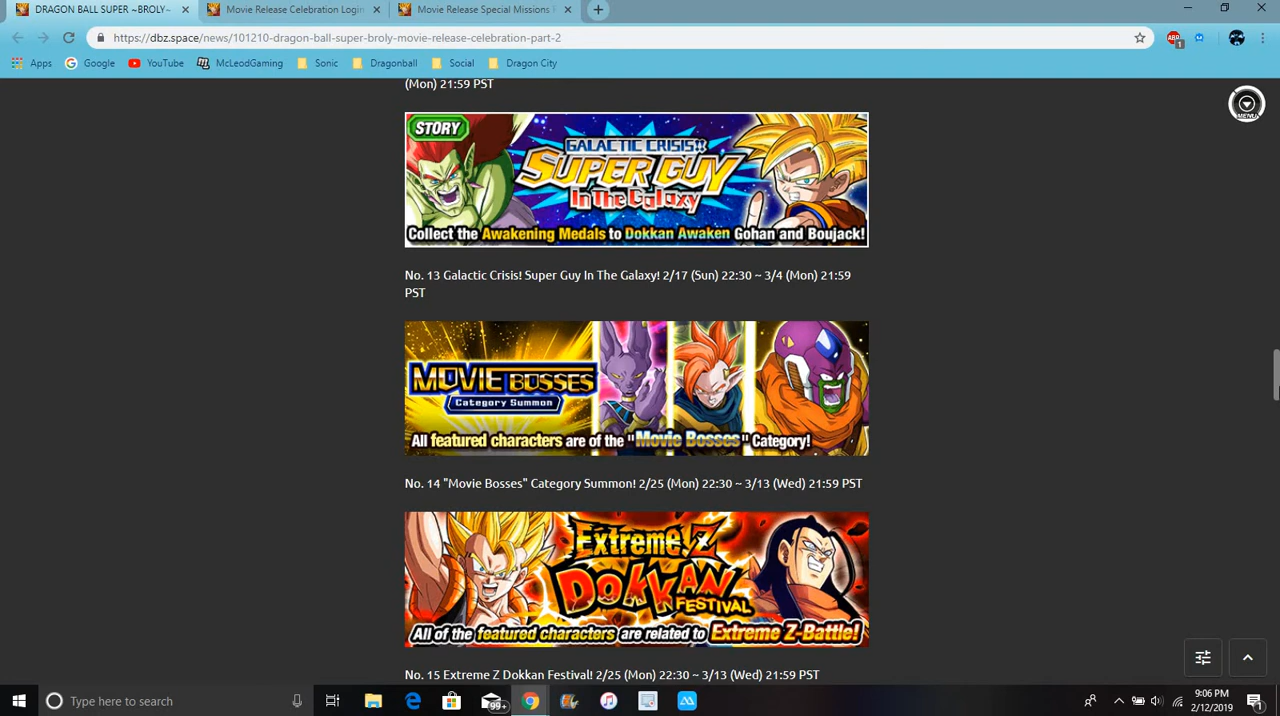 DRAGON BALL SUPER ~BROLY~
Movie Release Celebration Login
Movie Release Special Missions
https://dbz.space/news/101210-dragon-ball-super-broly-movie-release-celebration-part-2
ABP
1
Apps
Google
YouTube
McLeodGaming
Sonic
Dragonball
Social
Dragon City
(Mon) 21:59 PST
MENU
STORY
GALACTIC CRISIS!!
SUPER GUY
In The Galaxy
Collect the Awakening Medals to Dokkan Awaken Gohan and Boujack!
No. 13 Galactic Crisis! Super Guy In The Galaxy! 2/17 (Sun) 22:30 ~ 3/4 (Mon) 21:59
PST
MOVIE BOSSES
Category Summon
All featured characters are of the "Movie Bosses" Category!
No. 14 "Movie Bosses" Category Summon! 2/25 (Mon) 22:30 ~ 3/13 (Wed) 21:59 PST
Extreme Z
DOKKAN
FESTIVAL
All of the featured characters are related to Extreme Z-Battle!
No. 15 Extreme Z Dokkan Festival! 2/25 (Mon) 22:30 ~ 3/13 (Wed) 21:59 PST
Type here to search
99+
9:06 PM
2/12/2019
1